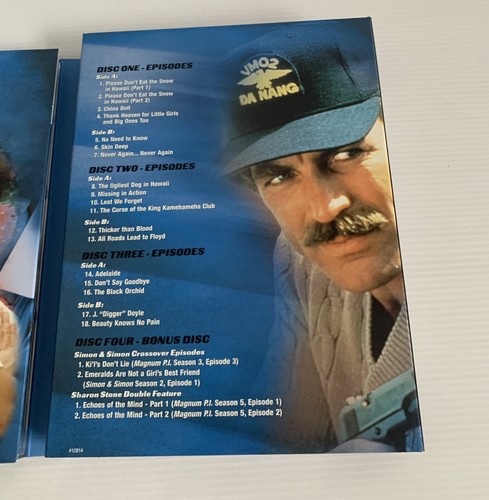 VMO2
DA NANG
DISC ONE - EPISODES
Side A:
1. Please Don't Eat the Snow
in Hawaii (Part 1)
2. Please Don't Eat the Snow
in Hawaii (Part 2)
3. China Doll
4. Thank Heaven for Little Girls
and Big Ones Too
Side B:
5. No Need to Know
6. Skin Deep
7. Never Again... Never Again
DISC TWO - EPISODES
Side A:
8. The Ugliest Dog in Hawaii
9. Missing in Action
10. Lest We Forget
11. The Curse of the King Kamehameha Club
Side B:
12. Thicker than Blood
13. All Roads Lead to Floyd
DISC THREE - EPISODES
Side A:
14. Adelaide
15. Don't Say Goodbye
16. The Black Orchid
Side B:
17. J. "Digger" Doyle
18. Beauty Knows No Pain
DISC FOUR - BONUS DISC
Simon & Simon Crossover Episodes
1. Ki'i's Don't Lie (Magnum P.I. Season 3, Episode 3)
2. Emeralds Are Not a Girl's Best Friend
(Simon & Simon Season 2, Episode 1)
Sharon Stone Double Feature
1. Echoes of the Mind - Part 1 (Magnum P.I. Season 5, Episode 1)
2. Echoes of the Mind - Part 2 (Magnum P.I. Season 5, Episode 2)
#12814